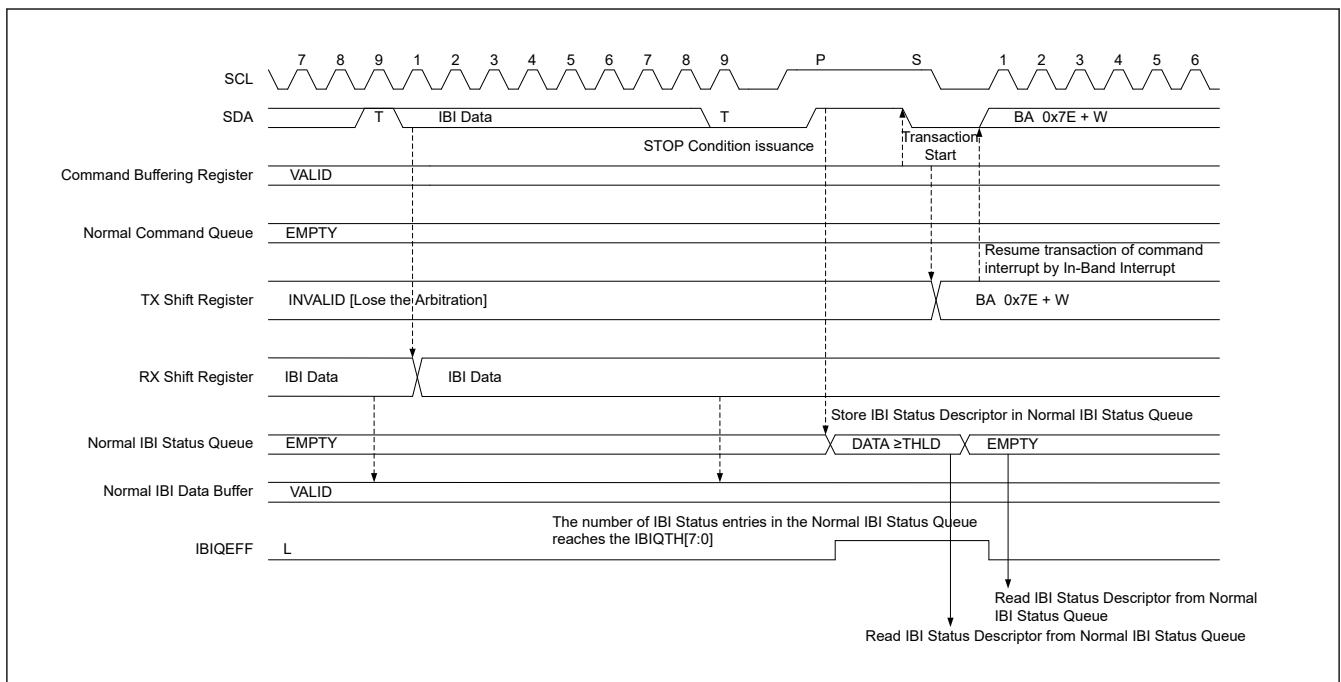 7 8 9 1 2 3 4 5 6 7 8 9 P S 1 2 3 4 5 6
SCL
SDA T IBI Data T BA 0x7E + W
STOP Condition issuance
Transaction
Start
Command Buffering Register VALID
Normal Command Queue EMPTY
Resume transaction of command
interrupt by In-Band Interrupt
TX Shift Register INVALID [Lose the Arbitration] BA 0x7E + W
RX Shift Register IBI Data IBI Data
Store IBI Status Descriptor in Normal IBI Status Queue
Normal IBI Status Queue EMPTY DATA ≥THLD EMPTY
Normal IBI Data Buffer VALID
The number of IBI Status entries in the Normal IBI Status Queue
reaches the IBIQTH[7:0]
IBIQEFF L
Read IBI Status Descriptor from Normal
IBI Status Queue
Read IBI Status Descriptor from Normal IBI Status Queue